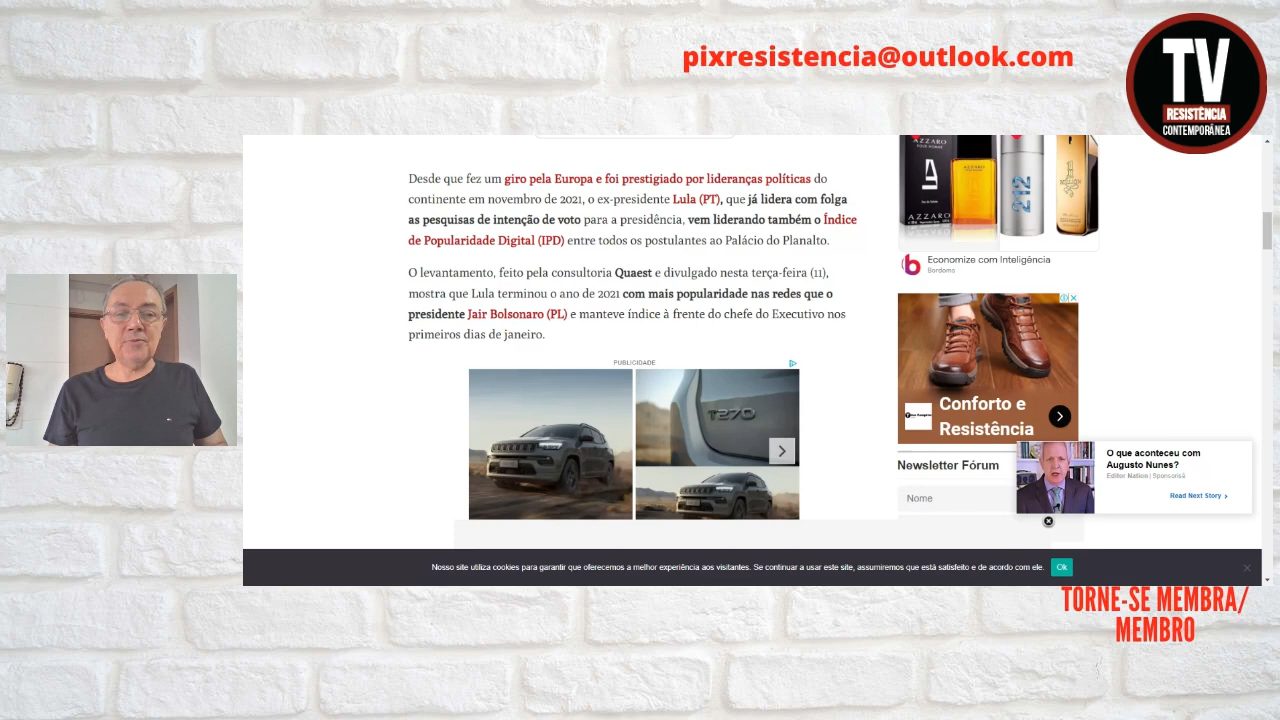 pixresistencia@outlook.com
TV
RESISTÊNCIA
CONTEMPORÂNEA
Desde que fez um giro pela Europa e foi prestigiado por lideranças políticas do
continente em novembro de 2021, o ex-presidente Lula (PT), que já lidera com folga
as pesquisas de intenção de voto para a presidência, vem liderando também o Índice
de Popularidade Digital (IPD) entre todos os postulantes ao Palácio do Planalto.
O levantamento, feito pela consultoria Quaest e divulgado nesta terça-feira (11),
mostra que Lula terminou o ano de 2021 com mais popularidade nas redes que o
presidente Jair Bolsonaro (PL) e manteve índice à frente do chefe do Executivo nos
primeiros dias de janeiro.
PUBLICIDADE
T270
AZZARO
AZZARO
212
MILLION
Economize com Inteligência
Bordama
Conforto e
Resistência
Newsletter Fórum
Nome
O que aconteceu com
Augusto Nunes?
Editor Nation | Sponsorisé
Read Next Story
Nosso site utiliza cookies para garantir que oferecemos a melhor experiência aos visitantes. Se continuar a usar este site, assumiremos que está satisfeito e de acordo com ele.
Ok
TORNE-SE MEMBRA/
MEMBRO